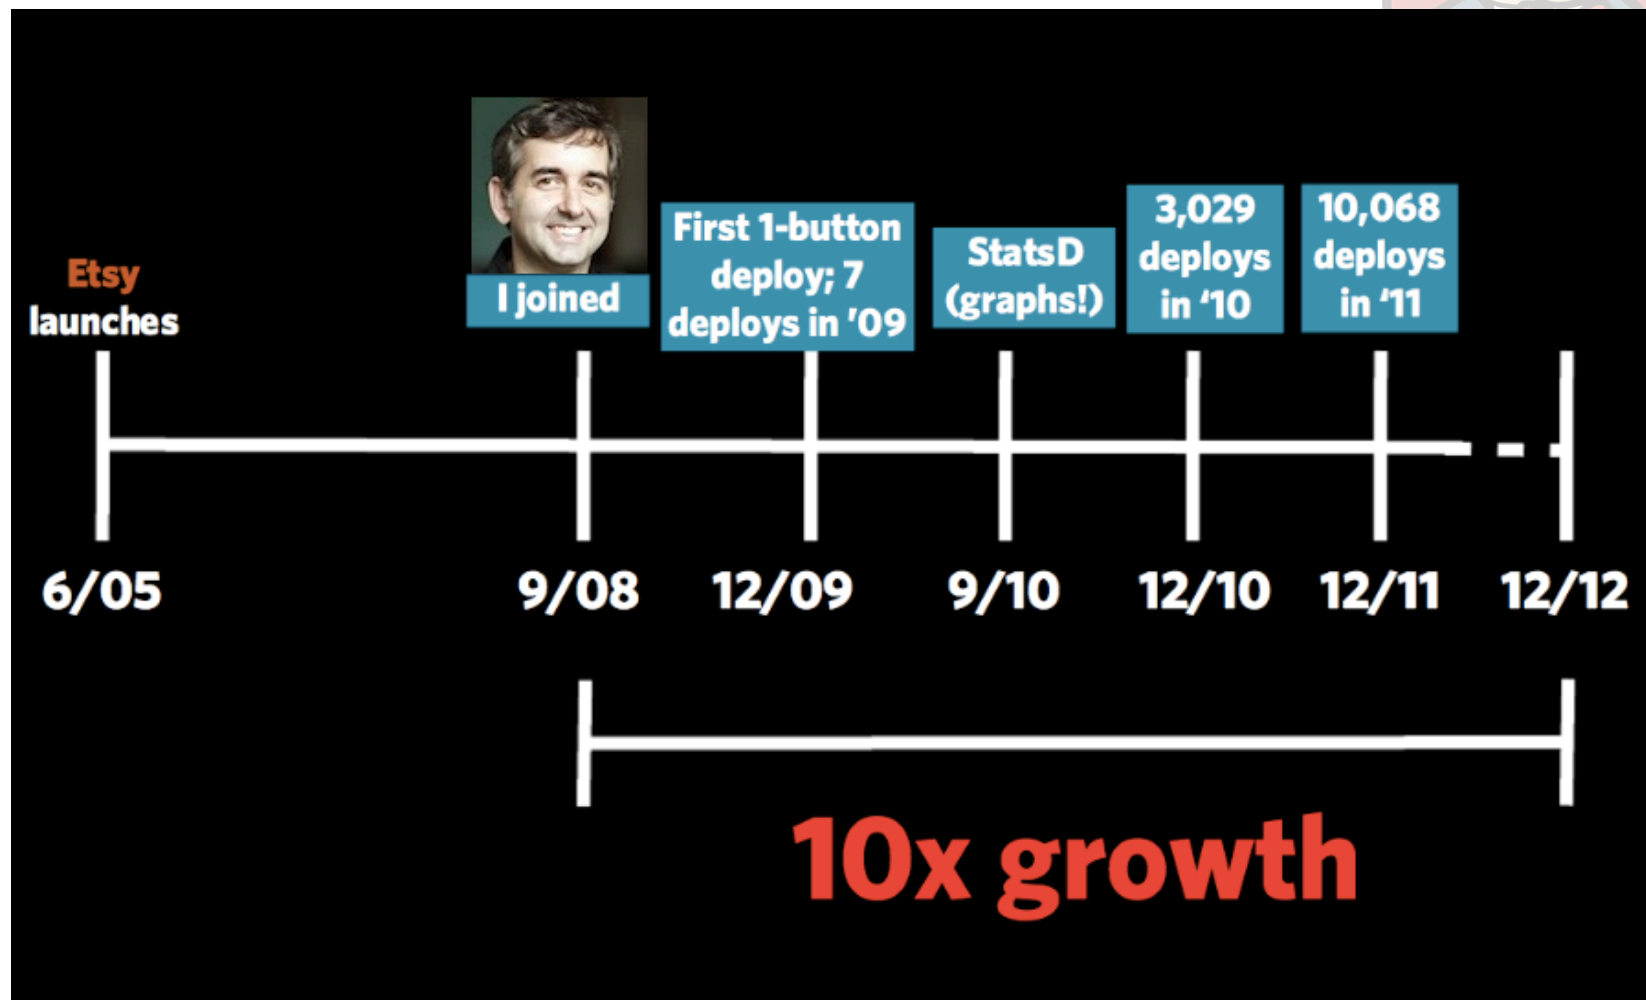 Etsy
launches
I joined
First 1-button
deploy; 7
deploys in ’09
StatsD
(graphs!)
3,029
deploys
in ‘10
10,068
deploys
in ‘11
6/05
9/08
12/09
9/10
12/10
12/11
12/12
10x growth